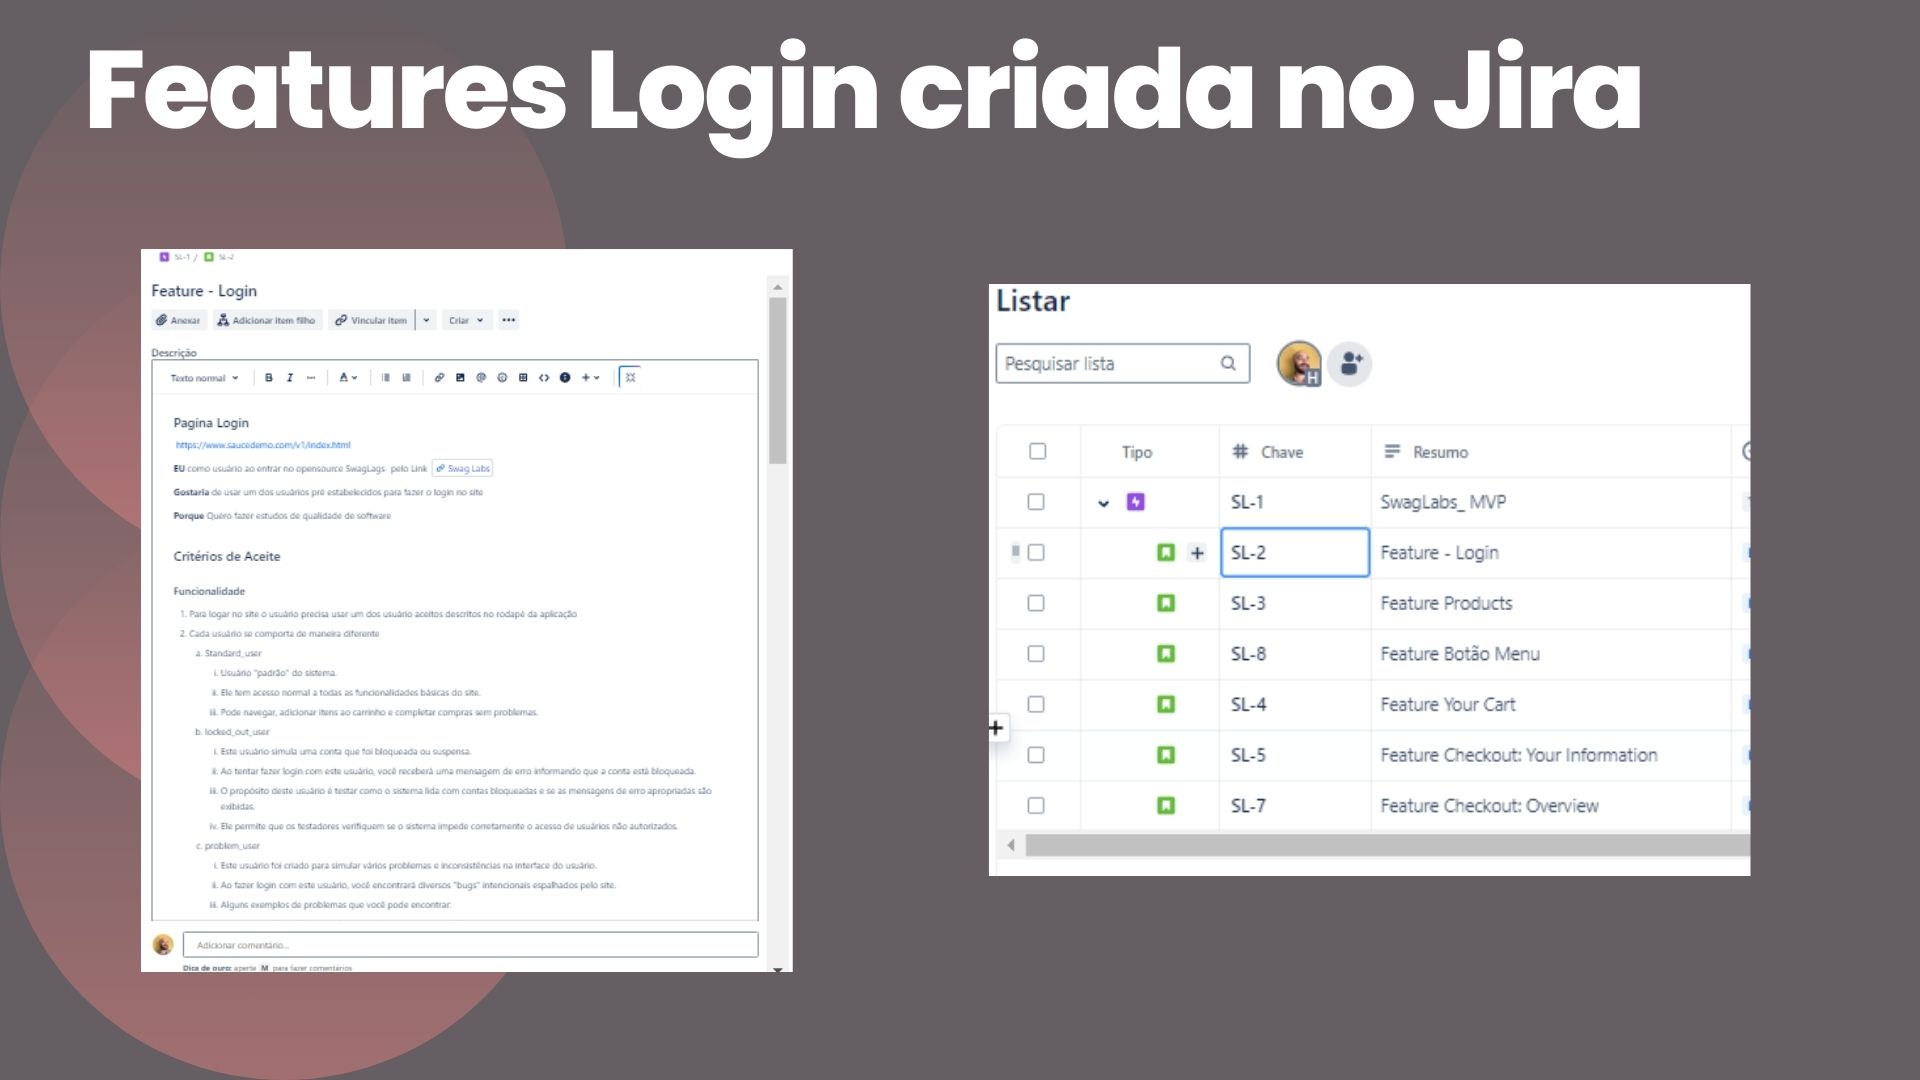 Features Login criada no Jira
SL-1 / SL-2
Feature - Login
Anexar Adicionar item filho Vincular item Criar
Descrição
Texto normal B I A
Pagina Login
https://www.saucedemo.com/v1/index.html
EU como usuário ao entrar no opensource SwagLags pelo Link Swag Labs
Gostaria de usar um dos usuários pré estabelecidos para fazer o login no site
Porque Quero fazer estudos de qualidade de software
Critérios de Aceite
Funcionalidade
1. Para logar no site o usuário precisa usar um dos usuário aceitos descritos no rodapé da aplicação
2. Cada usuário se comporta de maneira diferente
a. Standard_user
i. Usuário "padrão" do sistema.
ii. Ele tem acesso normal a todas as funcionalidades básicas do site.
iii. Pode navegar, adicionar itens ao carrinho e completar compras sem problemas.
b. locked_out_user
i. Este usuário simula uma conta que foi bloqueada ou suspensa.
ii. Ao tentar fazer login com este usuário, você receberá uma mensagem de erro informando que a conta está bloqueada.
iii. O propósito deste usuário é testar como o sistema lida com contas bloqueadas e se as mensagens de erro apropriadas são
exibidas.
iv. Ele permite que os testadores verifiquem se o sistema impede corretamente o acesso de usuários não autorizados.
c. problem_user
i. Este usuário foi criado para simular vários problemas e inconsistências na interface do usuário.
ii. Ao fazer login com este usuário, você encontrará diversos "bugs" intencionais espalhados pelo site.
iii. Alguns exemplos de problemas que você pode encontrar:
Adicionar comentário...
Dica de ouro: aperte M para fazer comentários
Listar
Pesquisar lista
H
Tipo # Chave Resumo
SL-1 SwagLabs_ MVP
SL-2 Feature - Login
SL-3 Feature Products
SL-8 Feature Botão Menu
SL-4 Feature Your Cart
SL-5 Feature Checkout: Your Information
SL-7 Feature Checkout: Overview